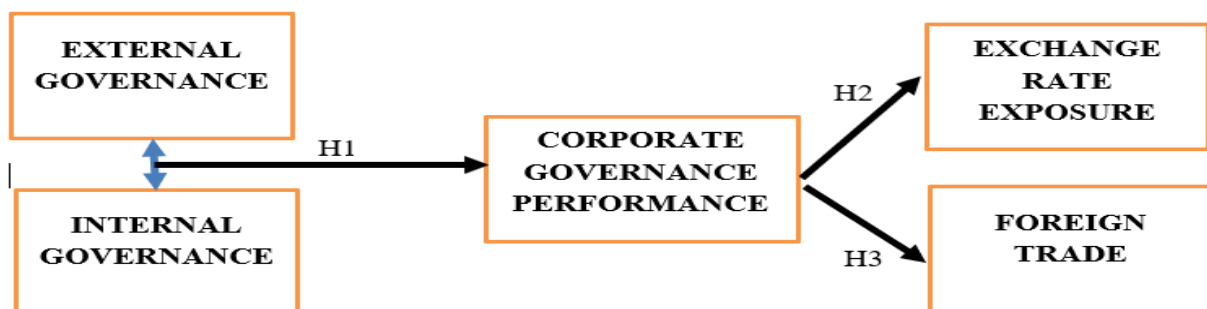 EXTERNAL
GOVERNANCE
INTERNAL
GOVERNANCE
H1
CORPORATE
GOVERNANCE
PERFORMANCE
H2
H3
EXCHANGE
RATE
EXPOSURE
FOREIGN
TRADE